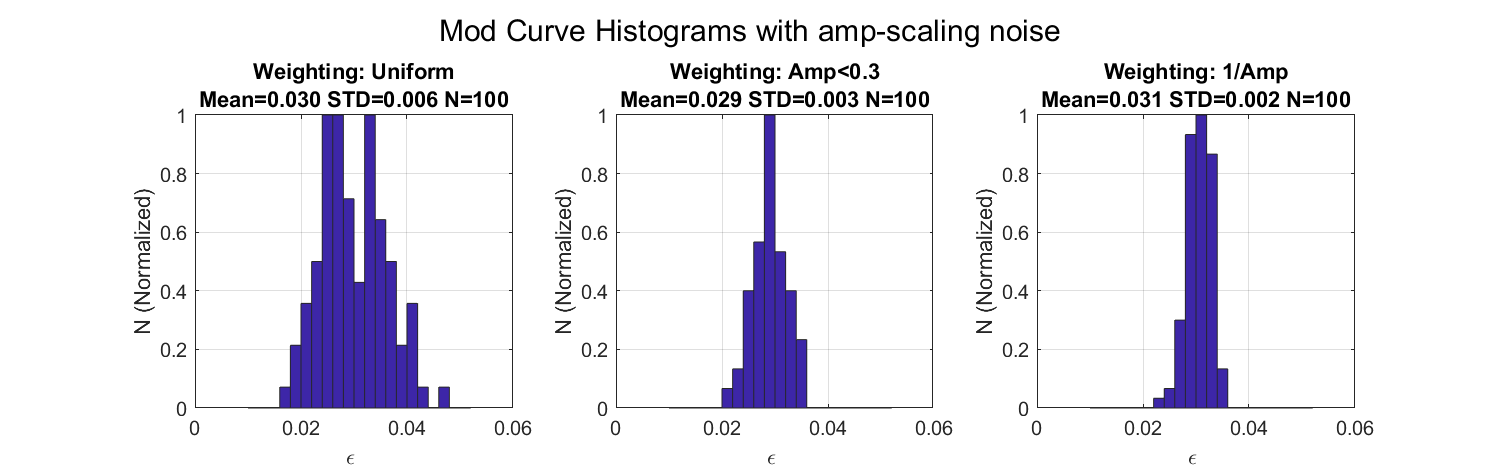 Mod Curve Histograms with amp-scaling noise
Weighting: Uniform
Mean=0.030 STD=0.006 N=100
N (Normalized)
1
0.8
0.6
0.4
0.2
0
0 0.02 0.04 0.06
ϵ
Weighting: Amp<0.3
Mean=0.029 STD=0.003 N=100
N (Normalized)
1
0.8
0.6
0.4
0.2
0
0 0.02 0.04 0.06
ϵ
Weighting: 1/Amp
Mean=0.031 STD=0.002 N=100
N (Normalized)
1
0.8
0.6
0.4
0.2
0
0 0.02 0.04 0.06
ϵ